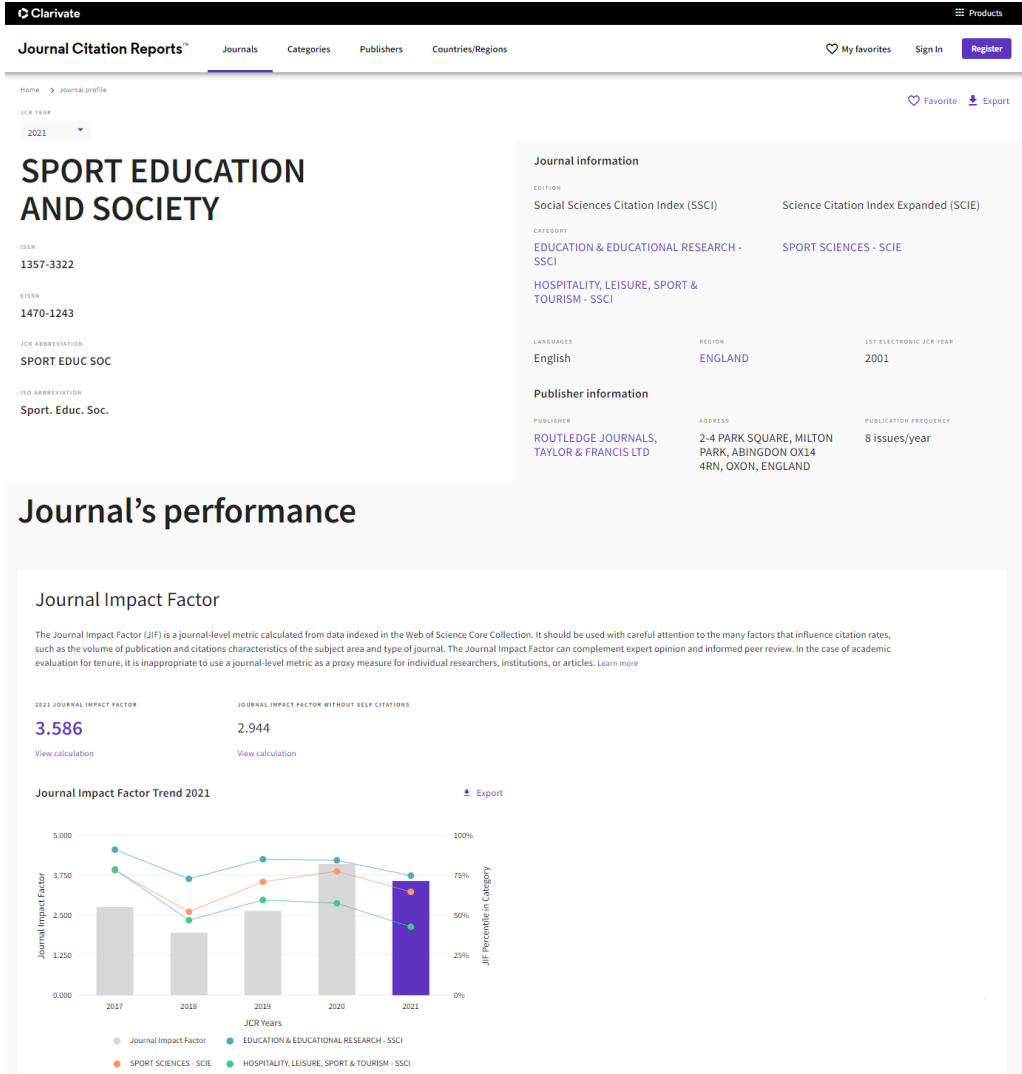 Clarivate
Products
Journal Citation Reports™
Journals
Categories
Publishers
Countries/Regions
My favorites
Sign In
Register
Home > Journal profile
Favorite
Export
JCR YEAR
2021
SPORT EDUCATION
AND SOCIETY
ISSN
1357-3322
EISSN
1470-1243
JCR ABBREVIATION
SPORT EDUC SOC
ISO ABBREVIATION
Sport. Educ. Soc.
Journal information
EDITION
Social Sciences Citation Index (SSCI)
Science Citation Index Expanded (SCIE)
CATEGORY
EDUCATION & EDUCATIONAL RESEARCH -
SSCI
SPORT SCIENCES - SCIE
HOSPITALITY, LEISURE, SPORT &
TOURISM - SSCI
LANGUAGES
English
REGION
ENGLAND
1ST ELECTRONIC JCR YEAR
2001
Publisher information
PUBLISHER
ROUTLEDGE JOURNALS,
TAYLOR & FRANCIS LTD
ADDRESS
2-4 PARK SQUARE, MILTON
PARK, ABINGDON OX14
4RN, OXON, ENGLAND
PUBLICATION FREQUENCY
8 issues/year
Journal's performance
Journal Impact Factor
The Journal Impact Factor (JIF) is a journal-level metric calculated from data indexed in the Web of Science Core Collection. It should be used with careful attention to the many factors that influence citation rates,
such as the volume of publication and citations characteristics of the subject area and type of journal. The Journal Impact Factor can complement expert opinion and informed peer review. In the case of academic
evaluation for tenure, it is inappropriate to use a journal-level metric as a proxy measure for individual researchers, institutions, or articles. Learn more
2021 JOURNAL IMPACT FACTOR
3.586
View calculation
JOURNAL IMPACT FACTOR WITHOUT SELF CITATIONS
2.944
View calculation
Journal Impact Factor Trend 2021
Export
5.000
3.750
2.500
1.250
0.000
Journal Impact Factor
100%
75%
50%
25%
0%
JIF Percentile in Category
2017
2018
2019
2020
2021
JCR Years
Journal Impact Factor
EDUCATION & EDUCATIONAL RESEARCH - SSCI
SPORT SCIENCES - SCIE
HOSPITALITY, LEISURE, SPORT & TOURISM - SSCI